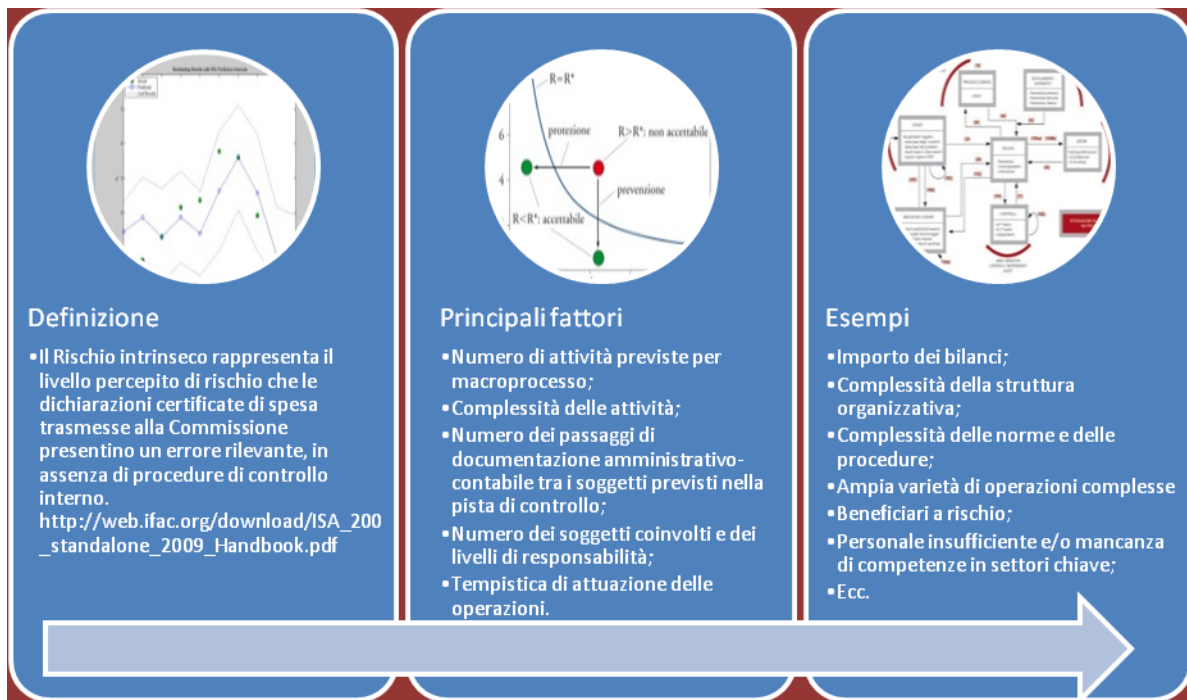 R=R*
6
protezione
R>R*: non accettabile
4
prevenzione
R<R*: accettabile
Definizione
•Il Rischio intrinseco rappresenta il
livello percepito di rischio che le
dichiarazioni certificate di spesa
trasmesse alla Commissione
presentino un errore rilevante, in
assenza di procedure di controllo
interno.
http://web.ifac.org/download/ISA_200
_standalone_2009_Handbook.pdf
Principali fattori
•Numero di attività previste per
macroprocesso;
•Complessità delle attività;
•Numero dei passaggi di
documentazione amministrativo-
contabile tra i soggetti previsti nella
pista di controllo;
•Numero dei soggetti coinvolti e dei
livelli di responsabilità;
•Tempistica di attuazione delle
operazioni.
Esempi
•Importo dei bilanci;
•Complessità della struttura
organizzativa;
•Complessità delle norme e delle
procedure;
•Ampia varietà di operazioni complesse
•Beneficiari a rischio;
•Personale insufficiente e/o mancanza
di competenze in settori chiave;
•Ecc.